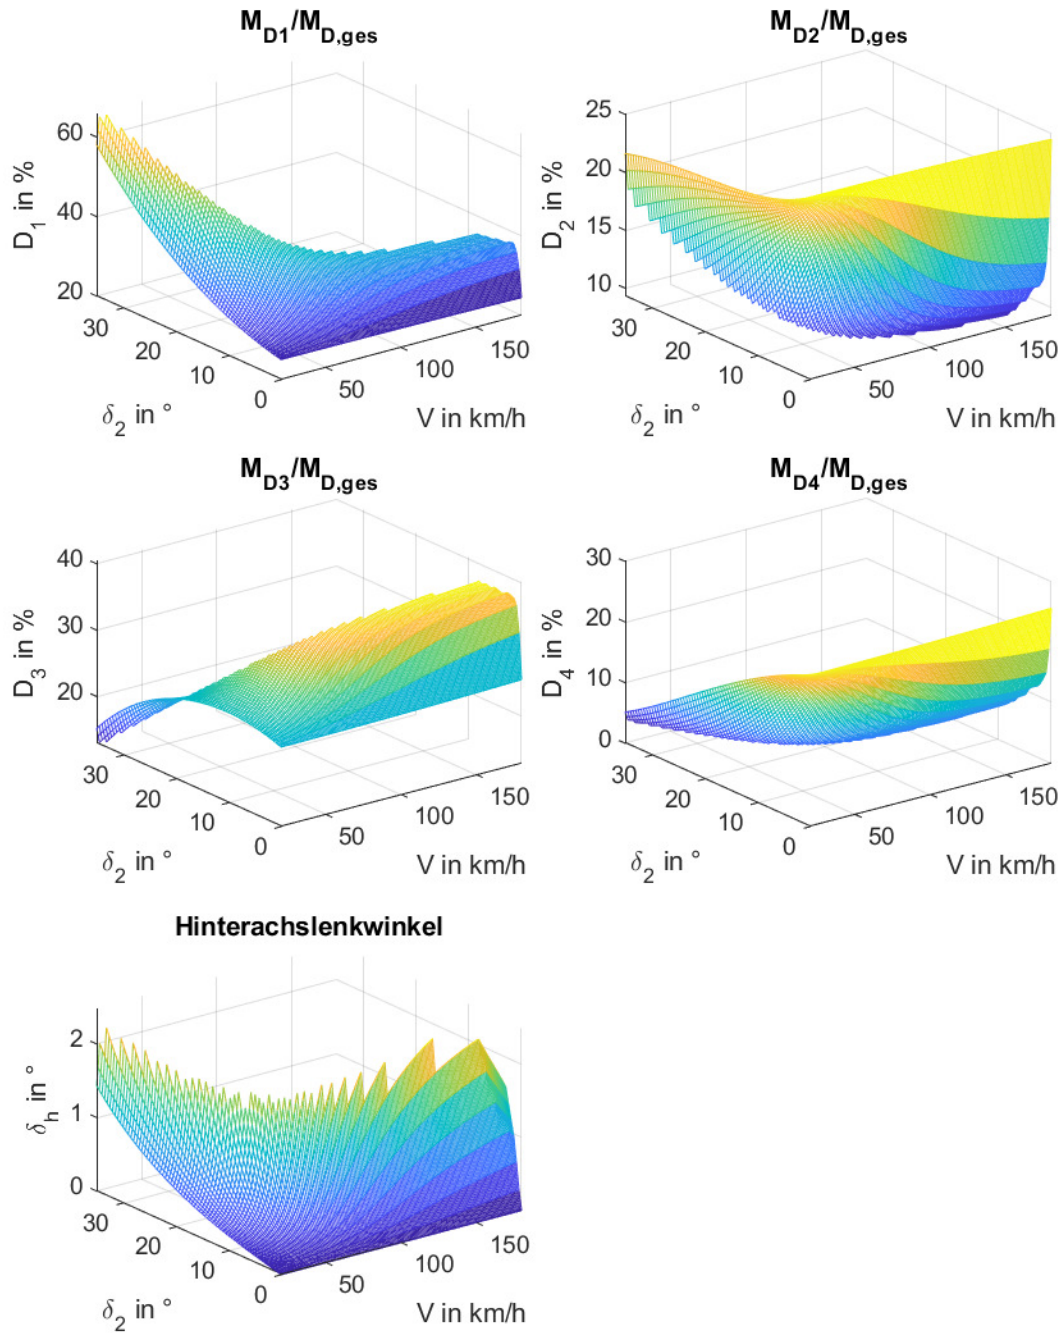 M_D1/M_D,ges
60
40
20
D_1 in %
30
20
10
0
δ_2 in °
50
100
150
V in km/h
M_D2/M_D,ges
25
20
15
10
D_2 in %
30
20
10
0
δ_2 in °
50
100
150
V in km/h
M_D3/M_D,ges
40
30
20
D_3 in %
30
20
10
0
δ_2 in °
50
100
150
V in km/h
M_D4/M_D,ges
30
20
10
0
D_4 in %
30
20
10
0
δ_2 in °
50
100
150
V in km/h
Hinterachslenkwinkel
2
1
0
δ_h in °
30
20
10
0
δ_2 in °
50
100
150
V in km/h